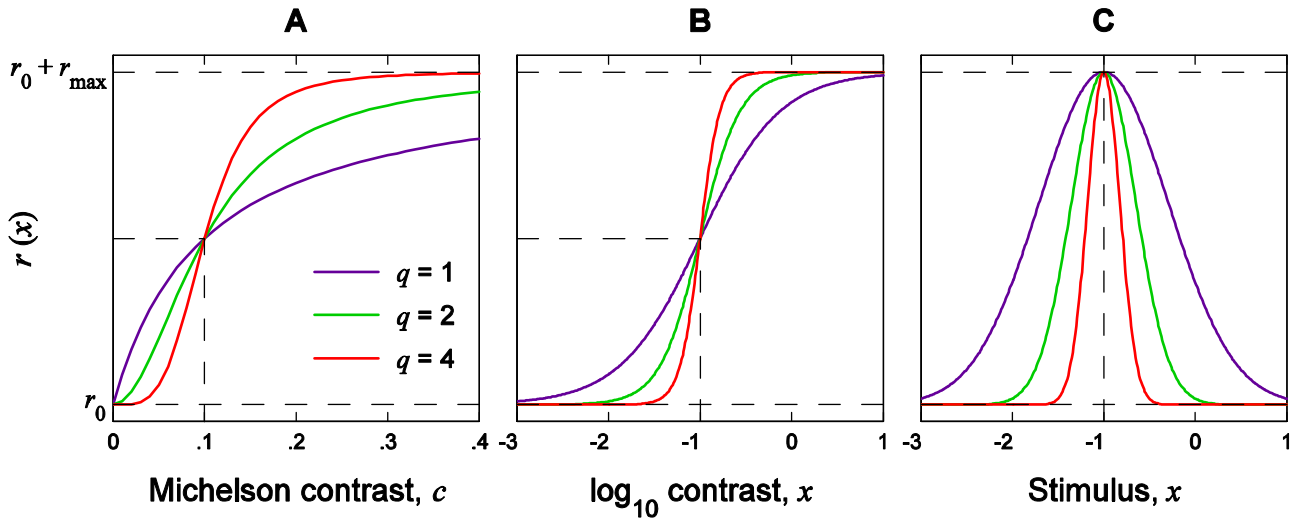 A
B
C
r0 + rmax
r (x)
r0
q = 1
q = 2
q = 4
0 .1 .2 .3 .4
-3 -2 -1 0 1
-3 -2 -1 0 1
Michelson contrast, c
log10 contrast, x
Stimulus, x